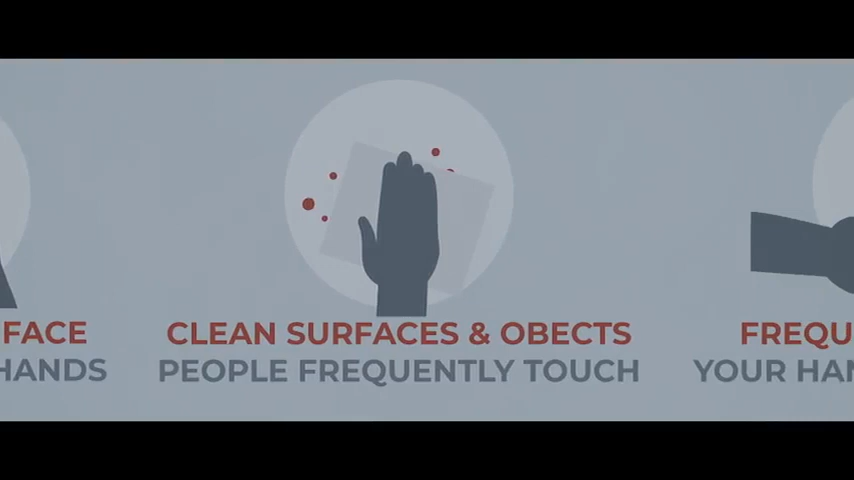 FACE
HANDS
CLEAN SURFACES & OBECTS
PEOPLE FREQUENTLY TOUCH
FREQU
YOUR HAN